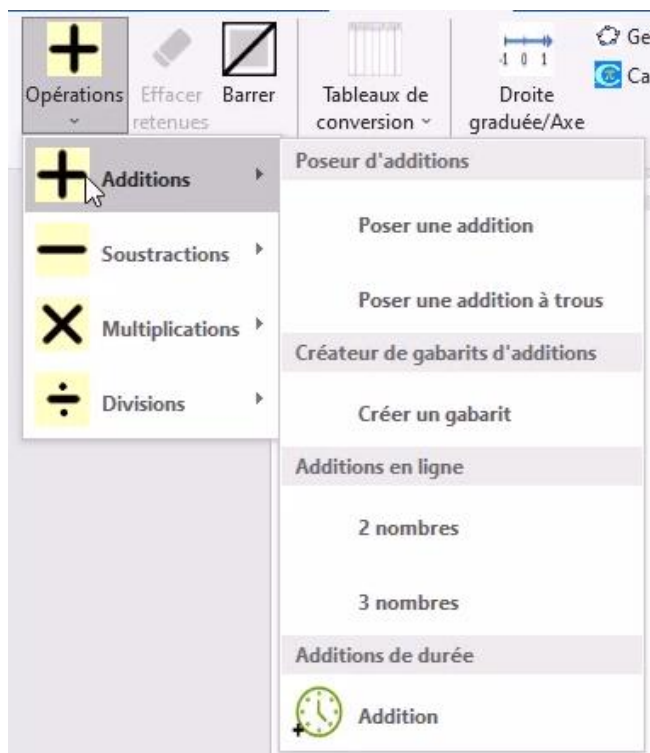 Opérations
Effacer retenues
Barrer
Tableaux de conversion
-1 0 1
Droite graduée/Axe
Ge
Ca
Additions
Soustractions
Multiplications
Divisions
Poseur d'additions
Poser une addition
Poser une addition à trous
Créateur de gabarits d'additions
Créer un gabarit
Additions en ligne
2 nombres
3 nombres
Additions de durée
Addition